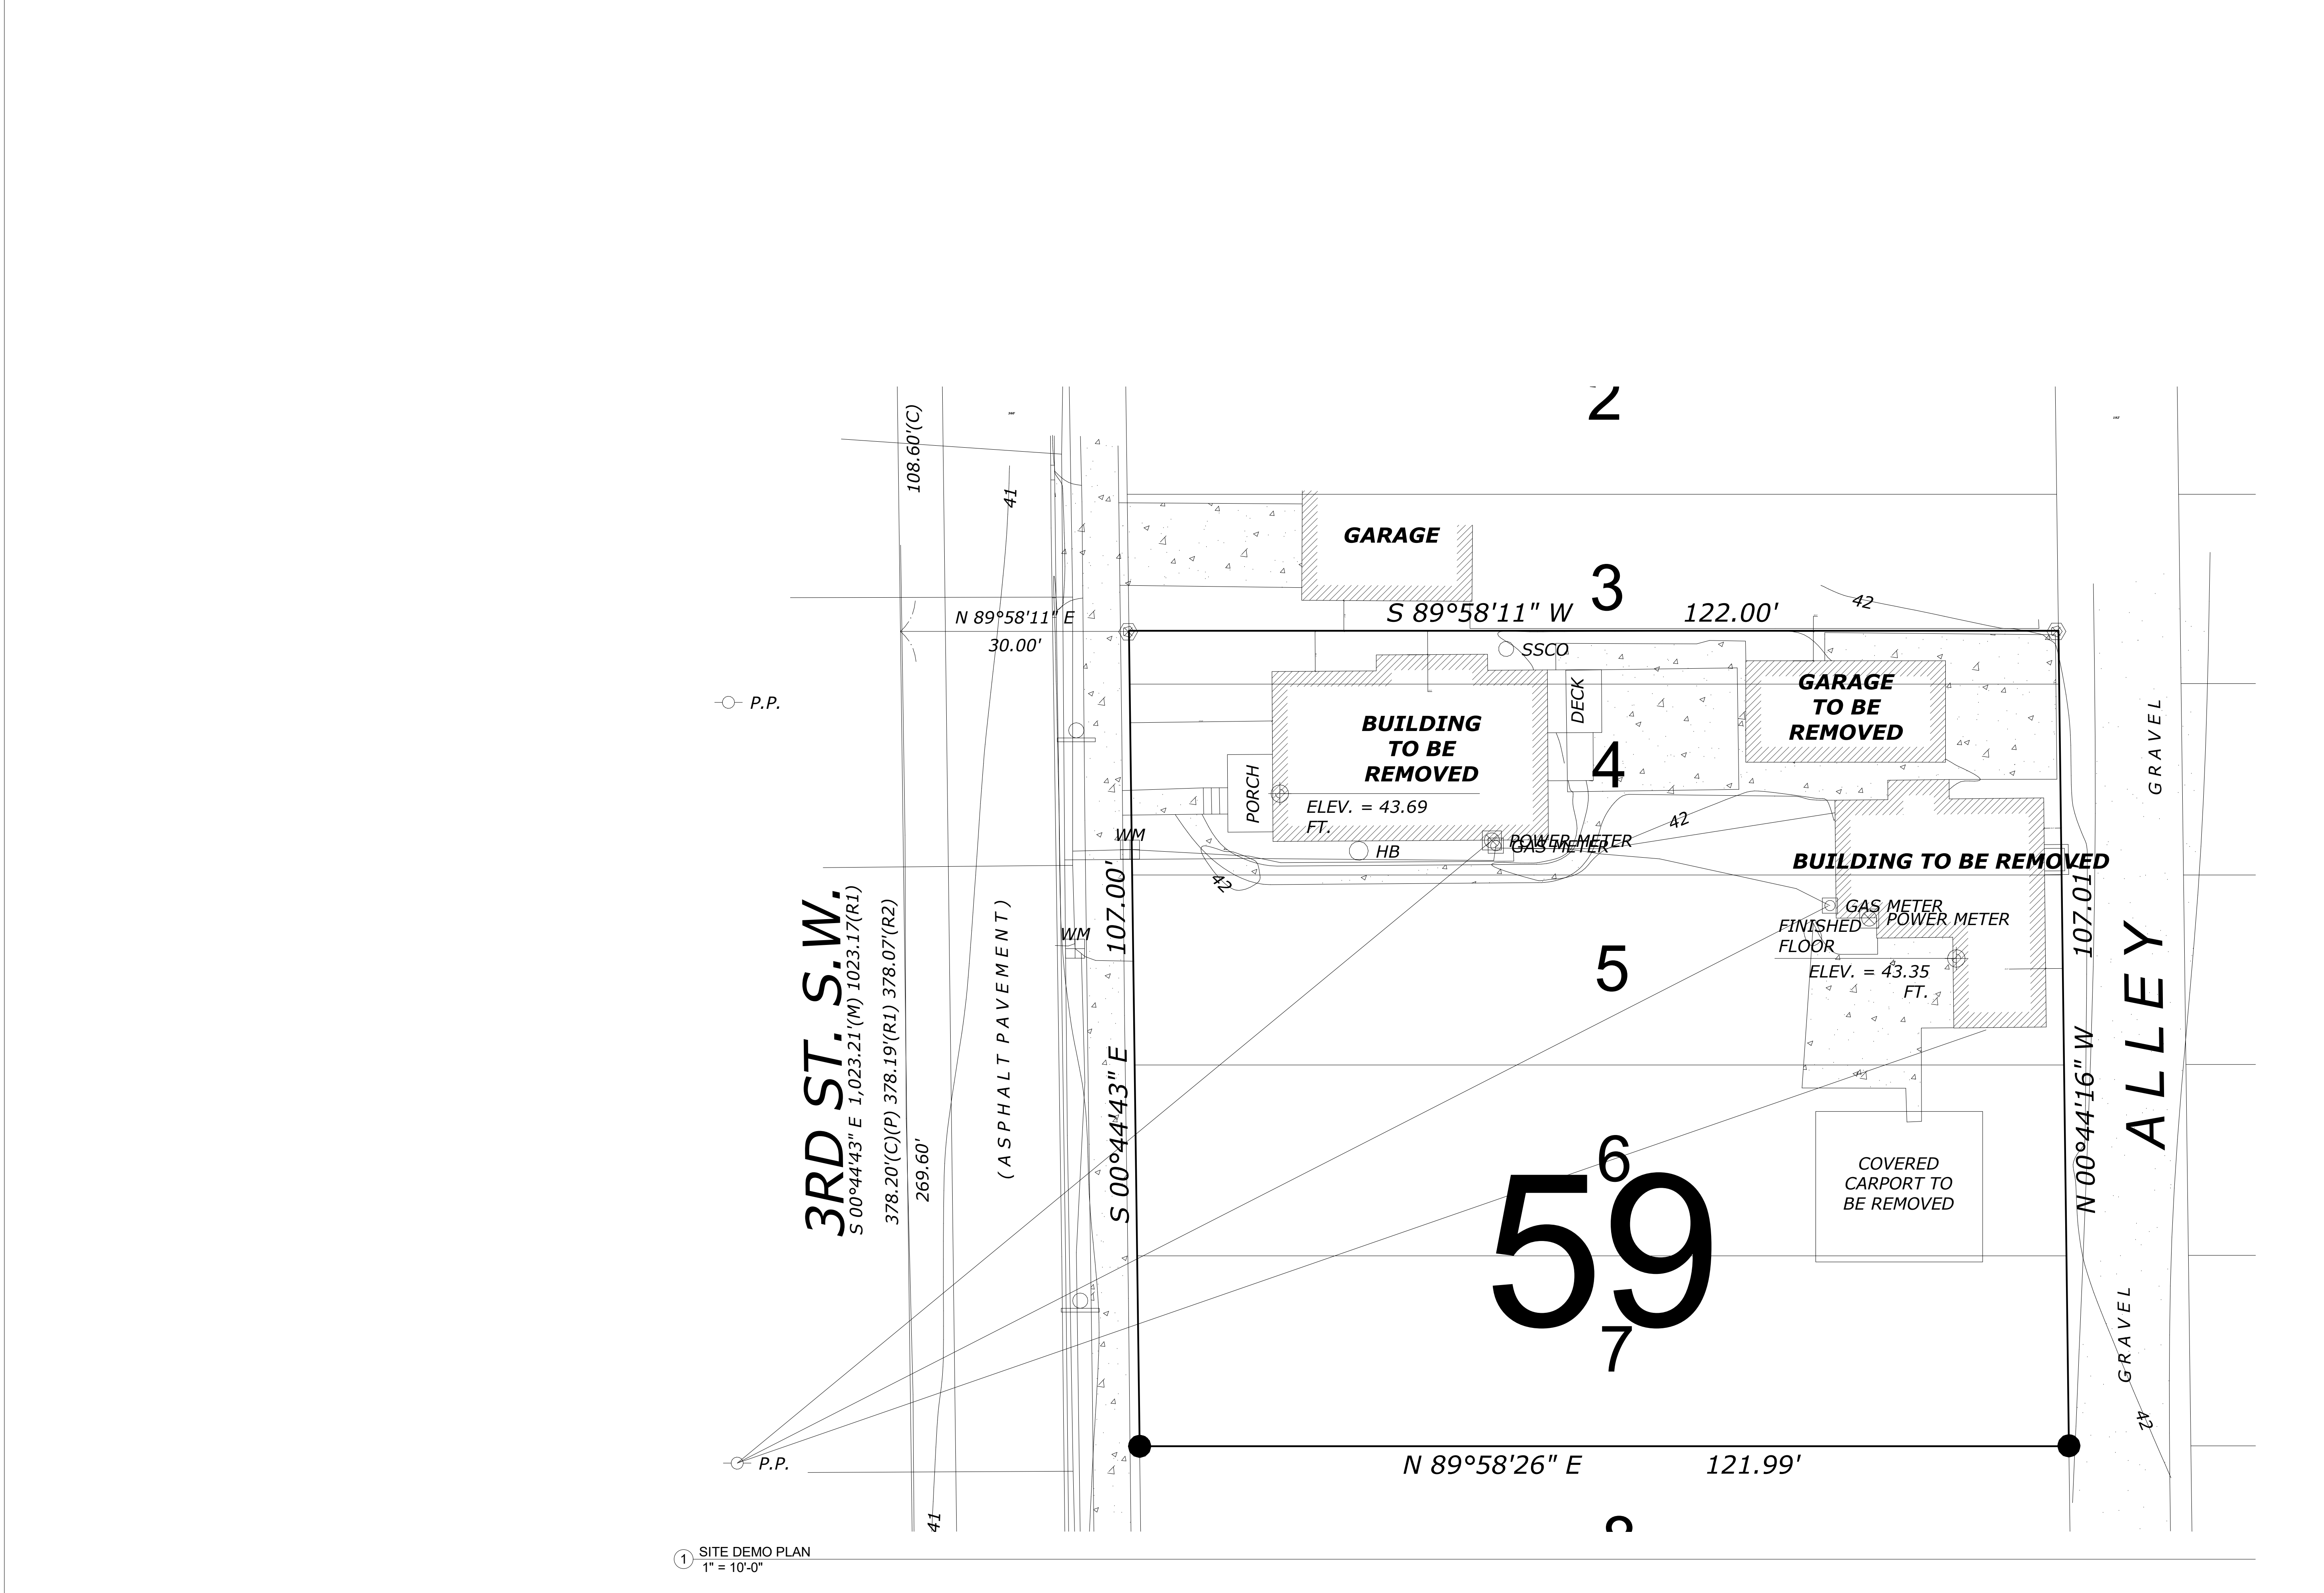 2
108.60'(C)
41
GARAGE
3
N 89°58'11" E
30.00'
S 89°58'11" W 122.00'
42
SSCO
P.P.
DECK
GARAGE
TO BE
REMOVED
BUILDING
TO BE
REMOVED
4
GRAVEL
PORCH
ELEV. = 43.69
FT.
WM
POWER METER
GAS METER
HB
42
42
BUILDING TO BE REMOVED
107.00'
107.01'
GAS METER
POWER METER
FINISHED
FLOOR
WM
ELEV. = 43.35
FT.
5
3RD ST. S.W.
S 00°44'43" E 1,023.21'(M) 1023.17(R1)
378.20'(C)(P) 378.19'(R1) 378.07'(R2)
269.60'
(ASPHALT PAVEMENT)
S 00°44'43" E
N 00°44'16" W
ALLEY
6
COVERED
CARPORT TO
BE REMOVED
59
7
GRAVEL
42
P.P.
N 89°58'26" E 121.99'
41
1 SITE DEMO PLAN
1" = 10'-0"